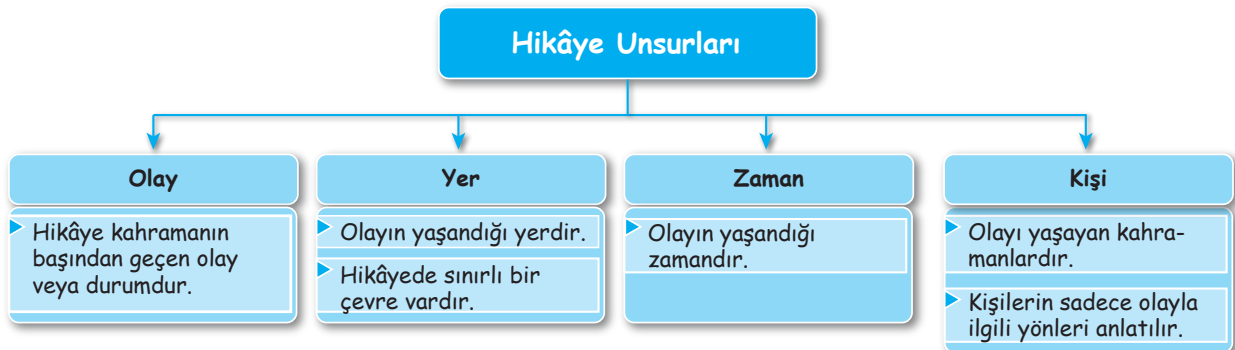 Hikâye Unsurları
Olay
Hikâye kahramanın
başından geçen olay
veya durumdur.
Yer
Olayın yaşandığı yerdir.
Hikâyede sınırlı bir
çevre vardır.
Zaman
Olayın yaşandığı
zamandır.
Kişi
Olayı yaşayan kahra-
manlardır.
Kişilerin sadece olayla
ilgili yönleri anlatılır.